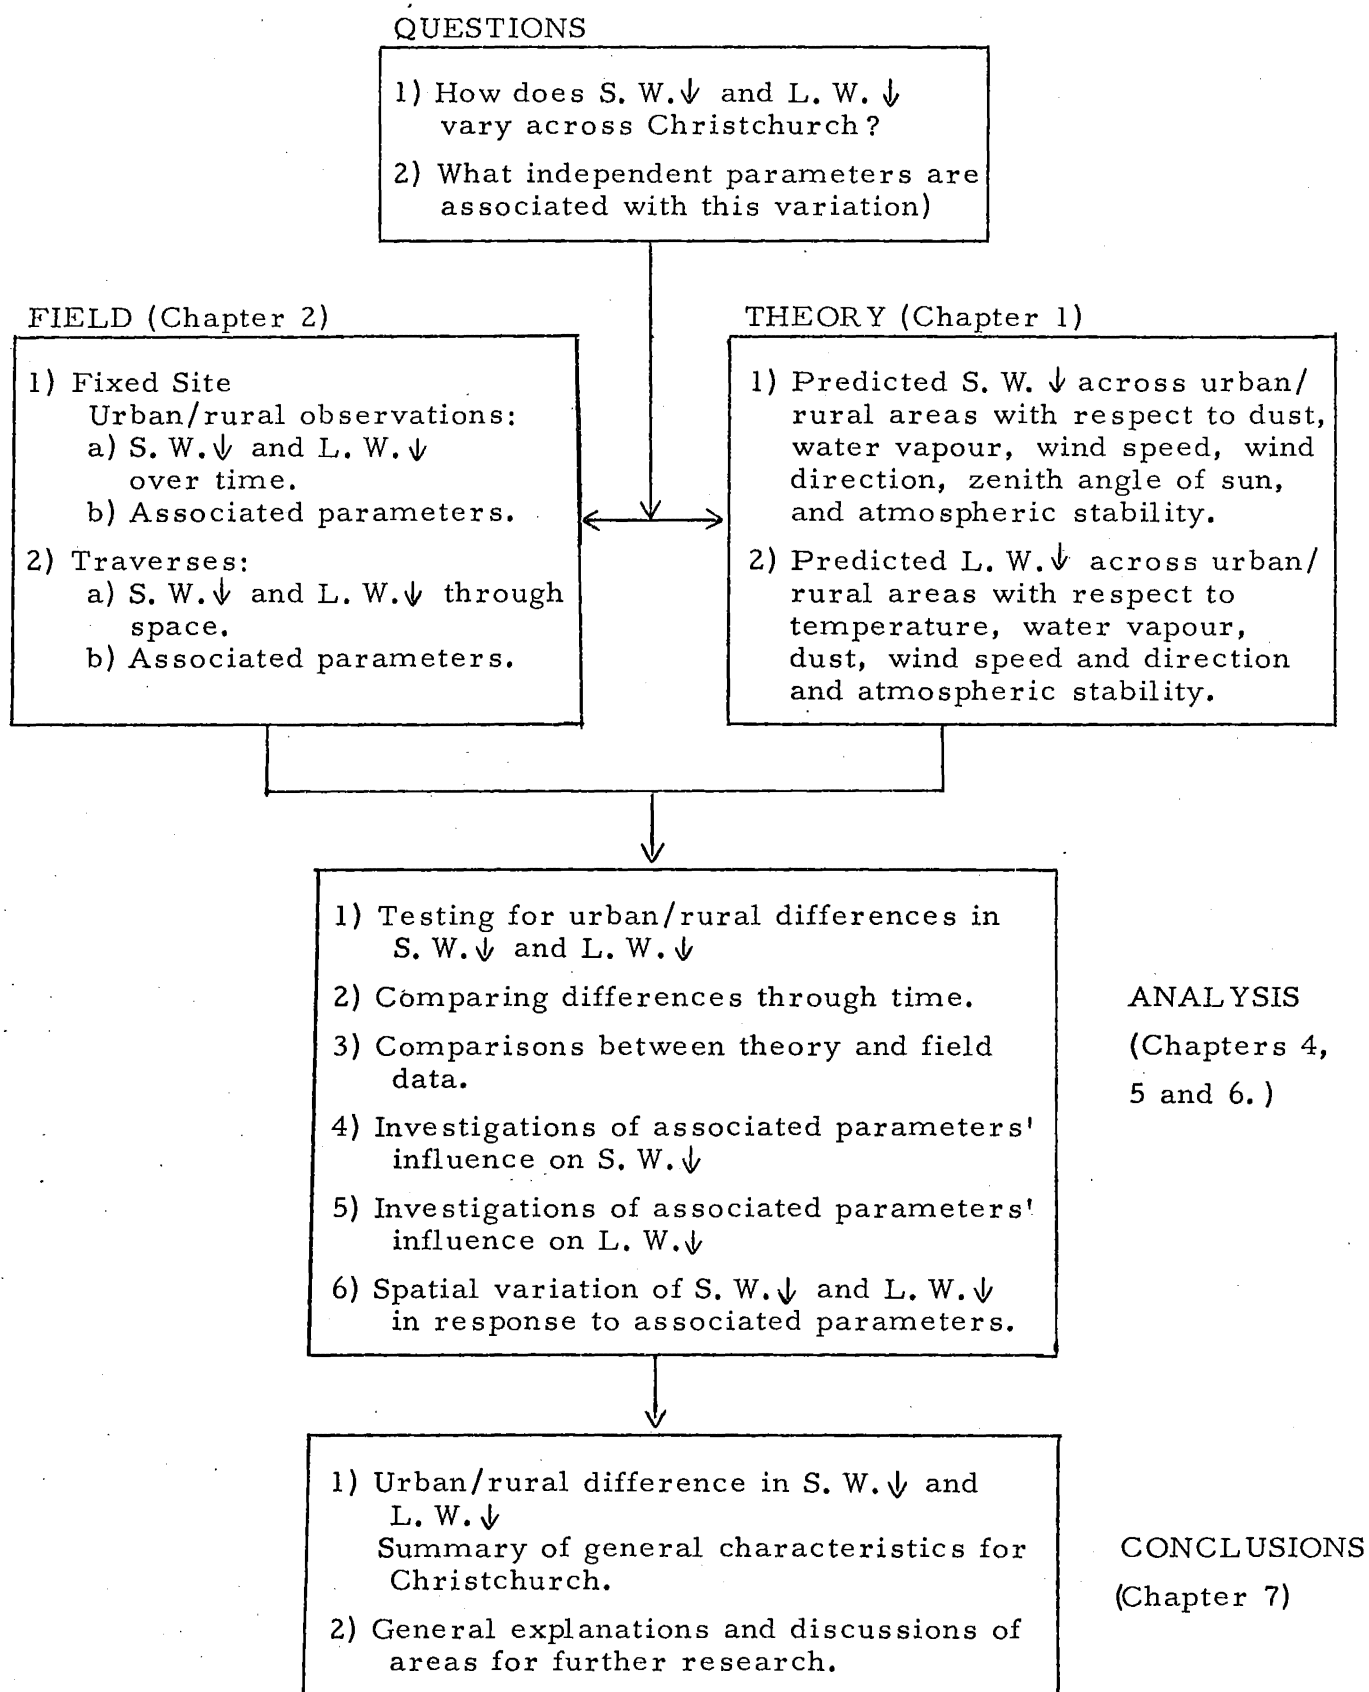 QUESTIONS
1) How does S. W.↓ and L. W. ↓
vary across Christchurch?
2) What independent parameters are
associated with this variation)
FIELD (Chapter 2)
1) Fixed Site
Urban/rural observations:
a) S. W.↓ and L. W.↓
over time.
b) Associated parameters.
2) Traverses:
a) S. W.↓ and L. W.↓ through
space.
b) Associated parameters.
THEORY (Chapter 1)
1) Predicted S. W. ↓ across urban/
rural areas with respect to dust,
water vapour, wind speed, wind
direction, zenith angle of sun,
and atmospheric stability.
2) Predicted L. W.↓ across urban/
rural areas with respect to
temperature, water vapour,
dust, wind speed and direction
and atmospheric stability.
1) Testing for urban/rural differences in
S. W.↓ and L. W.↓
2) Comparing differences through time.
3) Comparisons between theory and field
data.
4) Investigations of associated parameters'
influence on S. W.↓
5) Investigations of associated parameters'
influence on L. W.↓
6) Spatial variation of S. W.↓ and L. W.↓
in response to associated parameters.
ANALYSIS
(Chapters 4,
5 and 6.)
1) Urban/rural difference in S. W.↓ and
L. W.↓
Summary of general characteristics for
Christchurch.
2) General explanations and discussions of
areas for further research.
CONCLUSIONS
(Chapter 7)